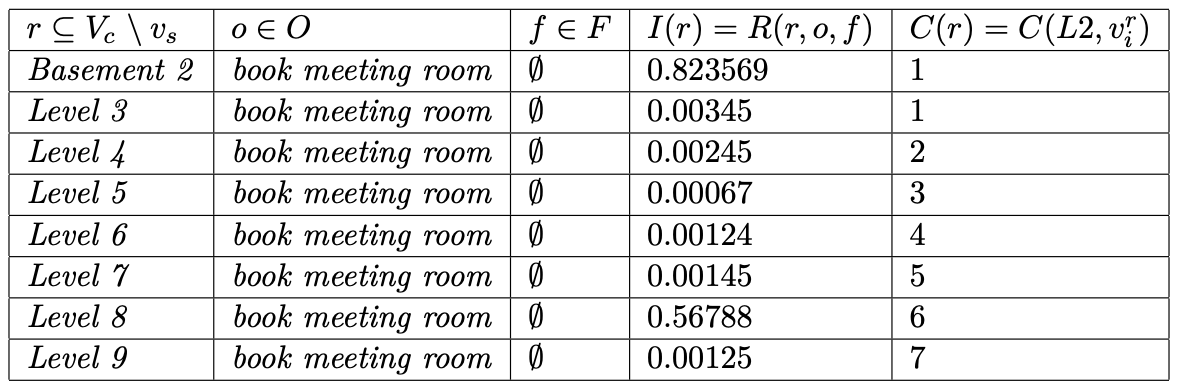 r ⊆ V_c \ v_s o ∈ O f ∈ F I(r) = R(r, o, f) C(r) = C(L2, v_i^r)
Basement 2 book meeting room ∅ 0.823569 1
Level 3 book meeting room ∅ 0.00345 1
Level 4 book meeting room ∅ 0.00245 2
Level 5 book meeting room ∅ 0.00067 3
Level 6 book meeting room ∅ 0.00124 4
Level 7 book meeting room ∅ 0.00145 5
Level 8 book meeting room ∅ 0.56788 6
Level 9 book meeting room ∅ 0.00125 7